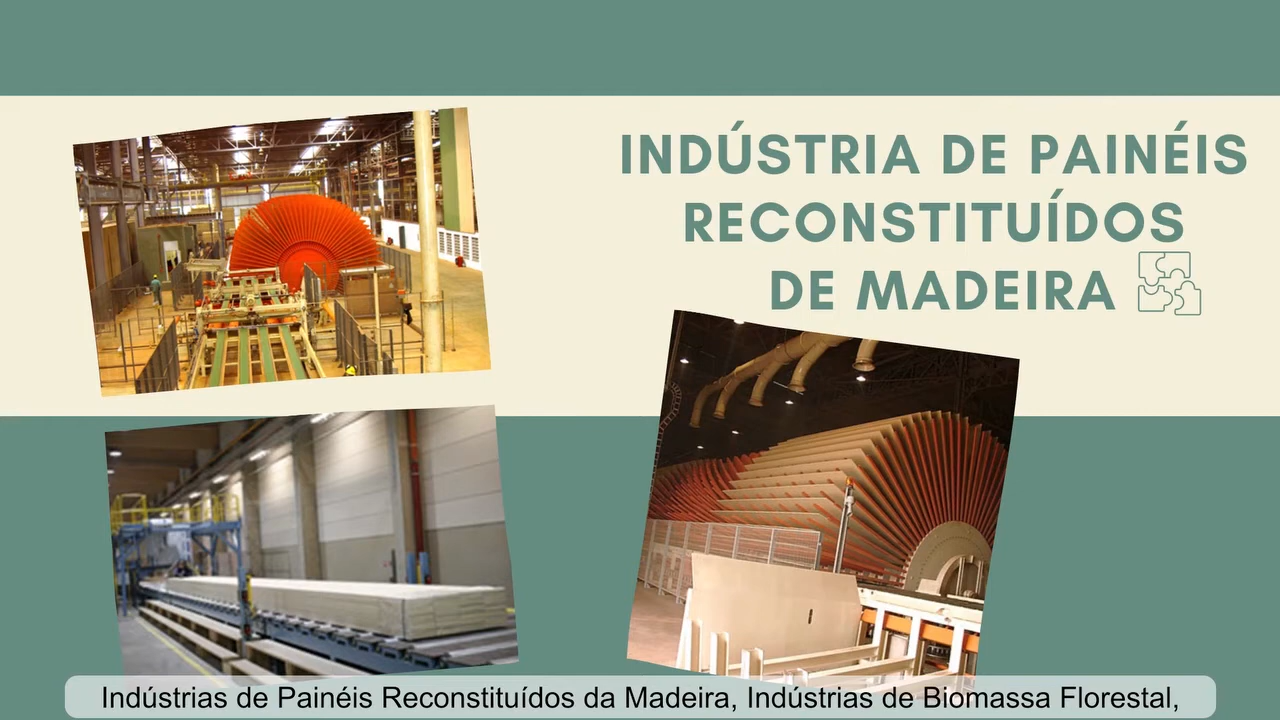 INDÚSTRIA DE PAINÉIS
RECONSTITUÍDOS
DE MADEIRA
Indústrias de Painéis Reconstituídos da Madeira, Indústrias de Biomassa Florestal,